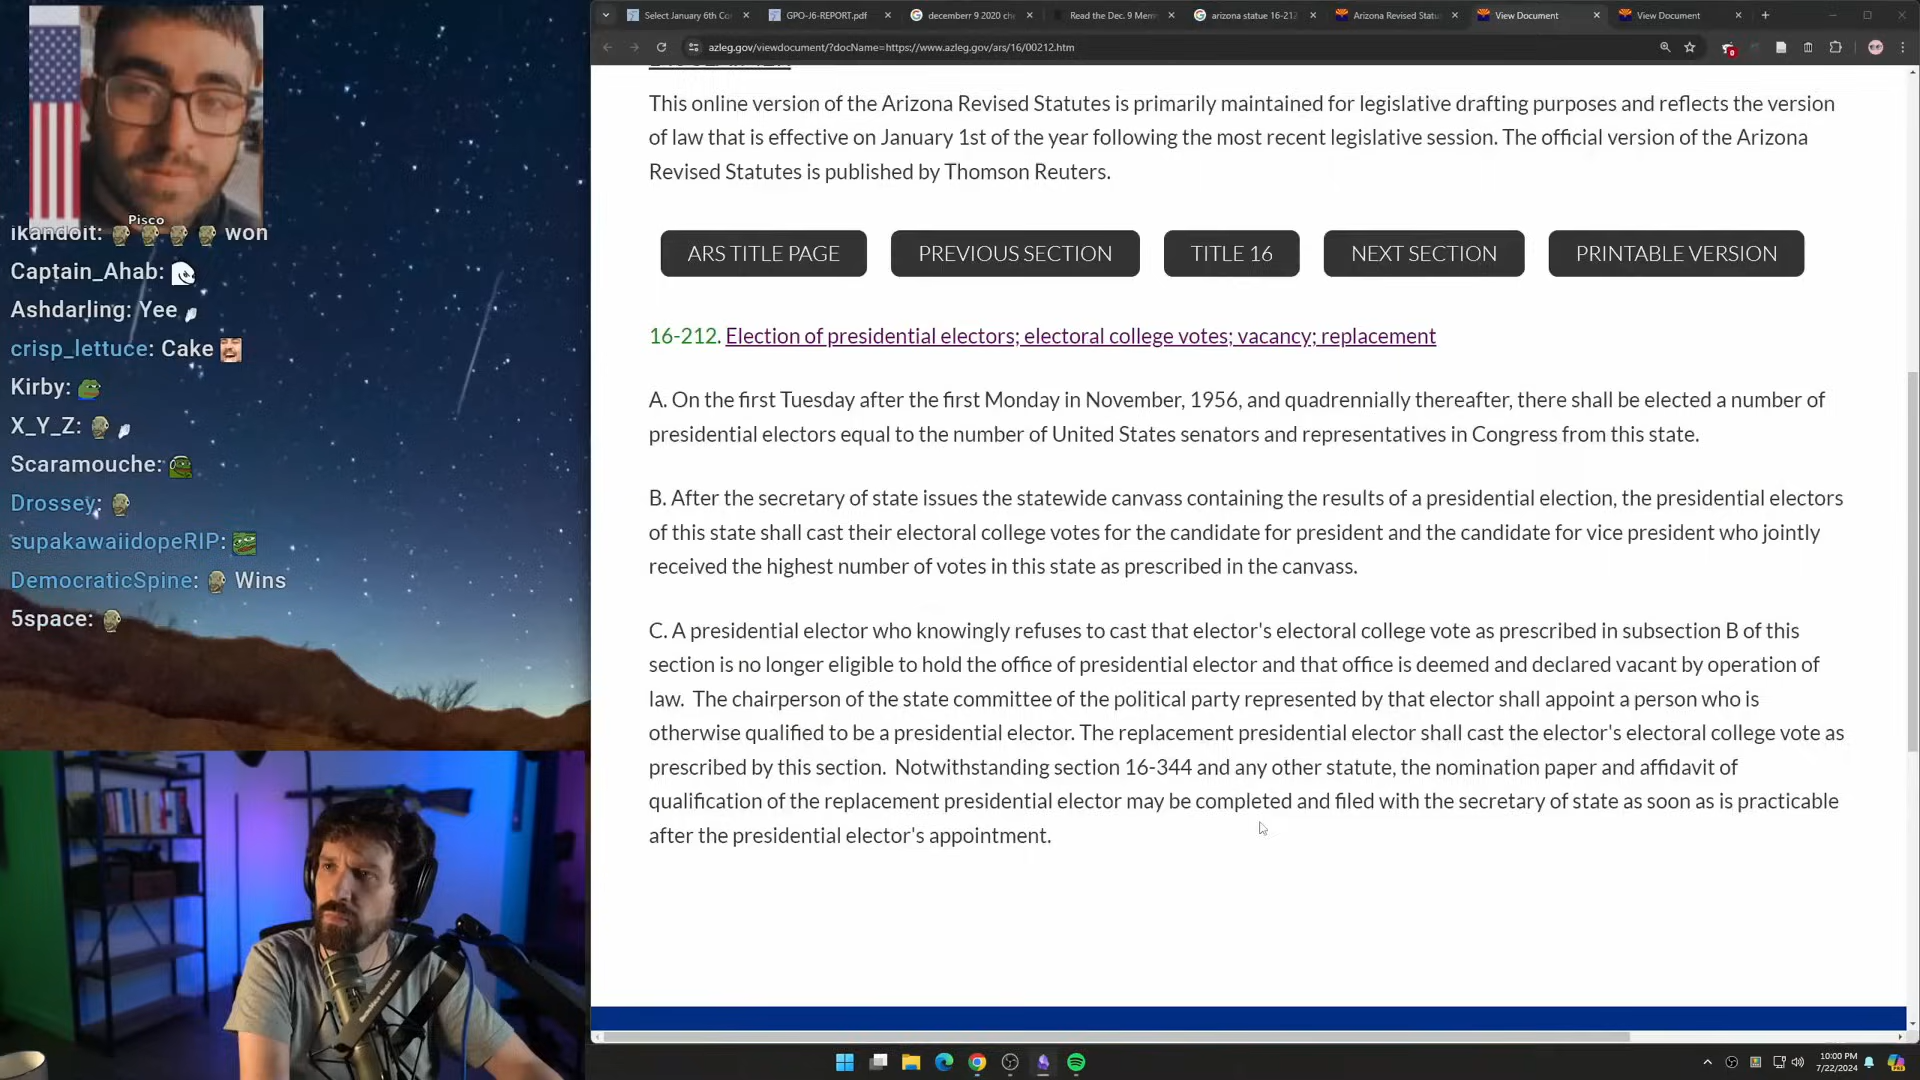 Select January 6th Co
GPO-J6-REPORT.pdf
decemberr 9 2020 che
Read the Dec. 9 Mem
arizona statue 16-212
Arizona Revised Statu
View Document
View Document
azleg.gov/viewdocument/?docName=https://www.azleg.gov/ars/16/00212.htm
This online version of the Arizona Revised Statutes is primarily maintained for legislative drafting purposes and reflects the version
of law that is effective on January 1st of the year following the most recent legislative session. The official version of the Arizona
Revised Statutes is published by Thomson Reuters.
ARS TITLE PAGE
PREVIOUS SECTION
TITLE 16
NEXT SECTION
PRINTABLE VERSION
16-212. Election of presidential electors; electoral college votes; vacancy; replacement
A. On the first Tuesday after the first Monday in November, 1956, and quadrennially thereafter, there shall be elected a number of
presidential electors equal to the number of United States senators and representatives in Congress from this state.
B. After the secretary of state issues the statewide canvass containing the results of a presidential election, the presidential electors
of this state shall cast their electoral college votes for the candidate for president and the candidate for vice president who jointly
received the highest number of votes in this state as prescribed in the canvass.
C. A presidential elector who knowingly refuses to cast that elector's electoral college vote as prescribed in subsection B of this
section is no longer eligible to hold the office of presidential elector and that office is deemed and declared vacant by operation of
law.  The chairperson of the state committee of the political party represented by that elector shall appoint a person who is
otherwise qualified to be a presidential elector. The replacement presidential elector shall cast the elector's electoral college vote as
prescribed by this section.  Notwithstanding section 16-344 and any other statute, the nomination paper and affidavit of
qualification of the replacement presidential elector may be completed and filed with the secretary of state as soon as is practicable
after the presidential elector's appointment.
Pisco
ikandoit: won
Captain_Ahab:
Ashdarling: Yee
crisp_lettuce: Cake
Kirby:
X_Y_Z:
Scaramouche:
Drossey:
supakawaiidopeRIP:
DemocraticSpine: Wins
5space:
10:00 PM
7/22/2024